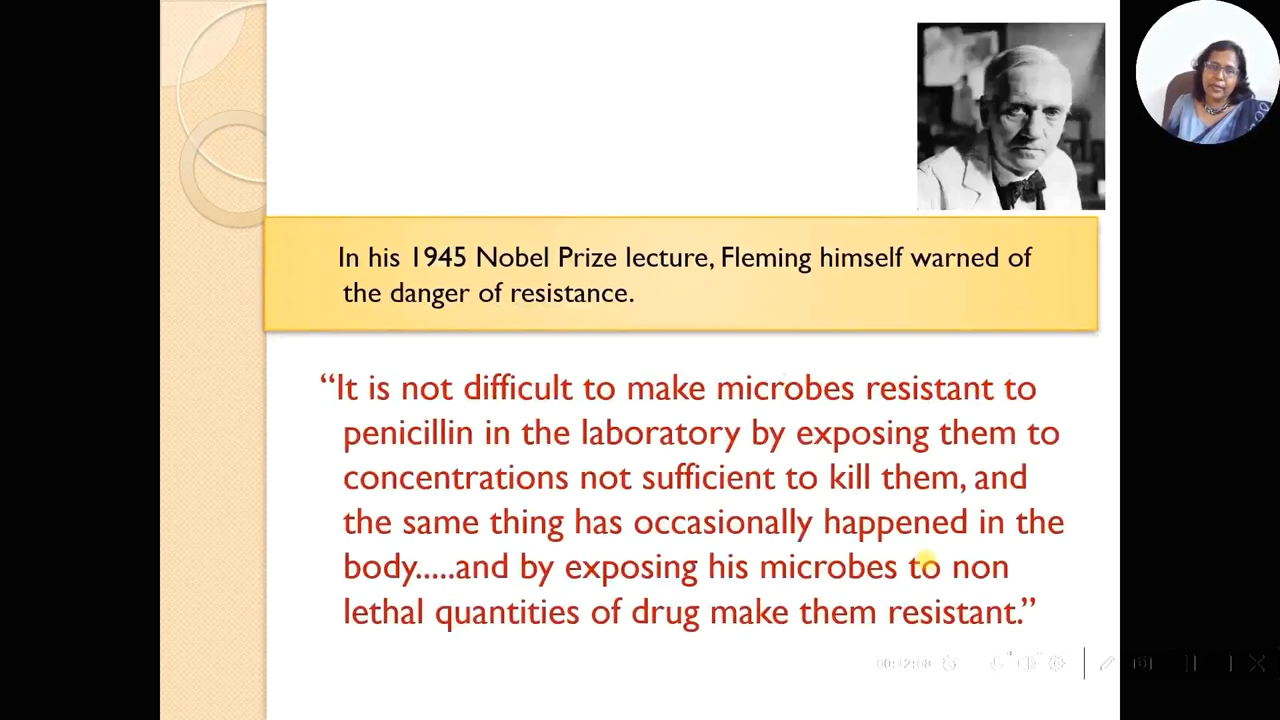 In his 1945 Nobel Prize lecture, Fleming himself warned of
the danger of resistance.
“It is not difficult to make microbes resistant to
penicillin in the laboratory by exposing them to
concentrations not sufficient to kill them, and
the same thing has occasionally happened in the
body.....and by exposing his microbes to non
lethal quantities of drug make them resistant.”
00:12:08